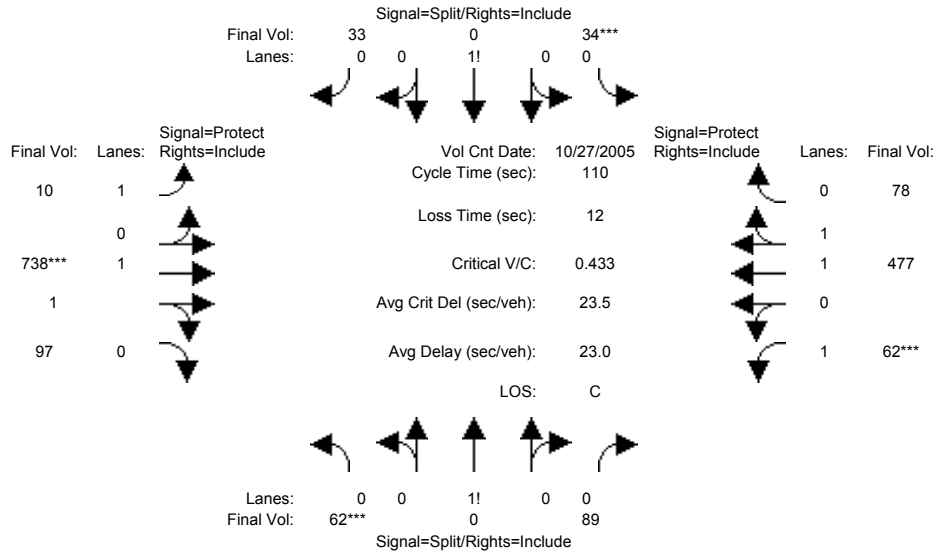 Signal=Split/Rights=Include
Final Vol: 33 0 34***
Lanes: 0 0 1! 0 0
Signal=Protect Signal=Protect
Final Vol: Lanes: Rights=Include Vol Cnt Date: 10/27/2005 Rights=Include Lanes: Final Vol:
Cycle Time (sec): 110
10 1 0 78
Loss Time (sec): 12
0 1
738*** 1 Critical V/C: 0.433 1 477
1 Avg Crit Del (sec/veh): 23.5 0
97 0 Avg Delay (sec/veh): 23.0 1 62***
LOS: C
Lanes: 0 0 1! 0 0
Final Vol: 62*** 0 89
Signal=Split/Rights=Include